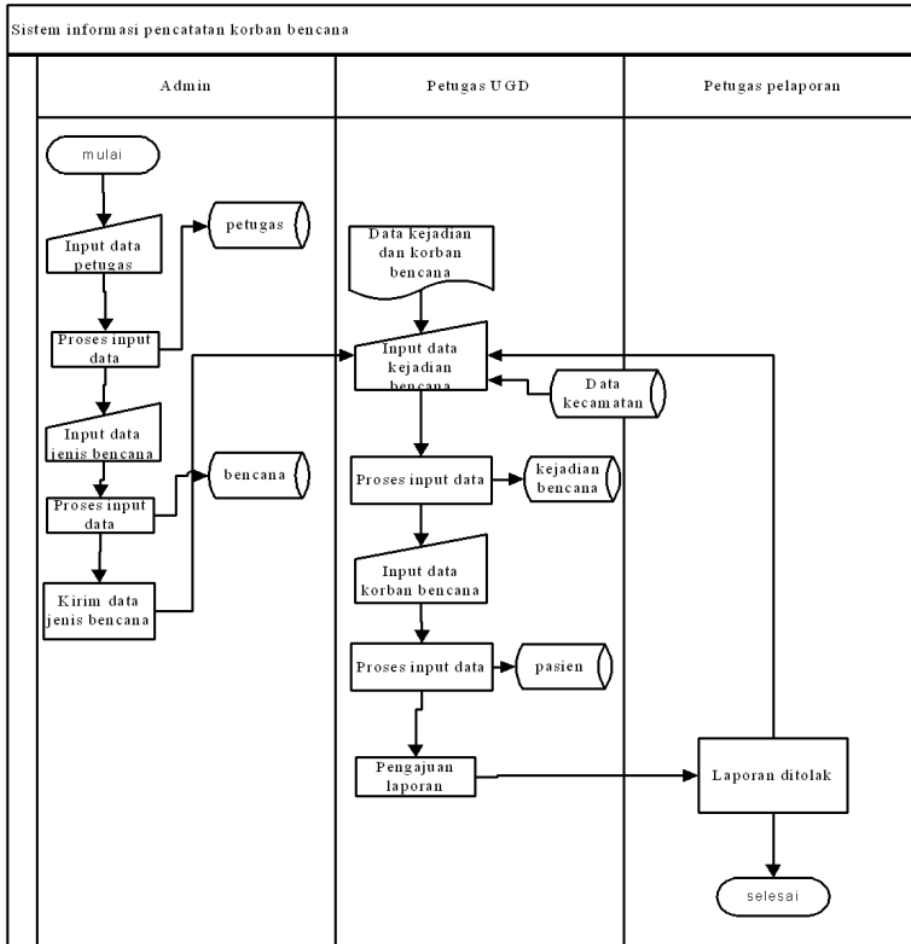 Sistem informasi pencatatan korban bencana
Admin
Petugas UGD
Petugas pelaporan
mulai
Input data
petugas
petugas
Proses input
data
Input data
jenis bencana
bencana
Proses input
data
Kirim data
jenis bencana
Data kejadian
dan korban
bencana
Input data
kejadian
bencana
Data
kecamatan
Proses input data
kejadian
bencana
Input data
korban bencana
Proses input data
pasien
Pengajuan
laporan
Laporan ditolak
selesai